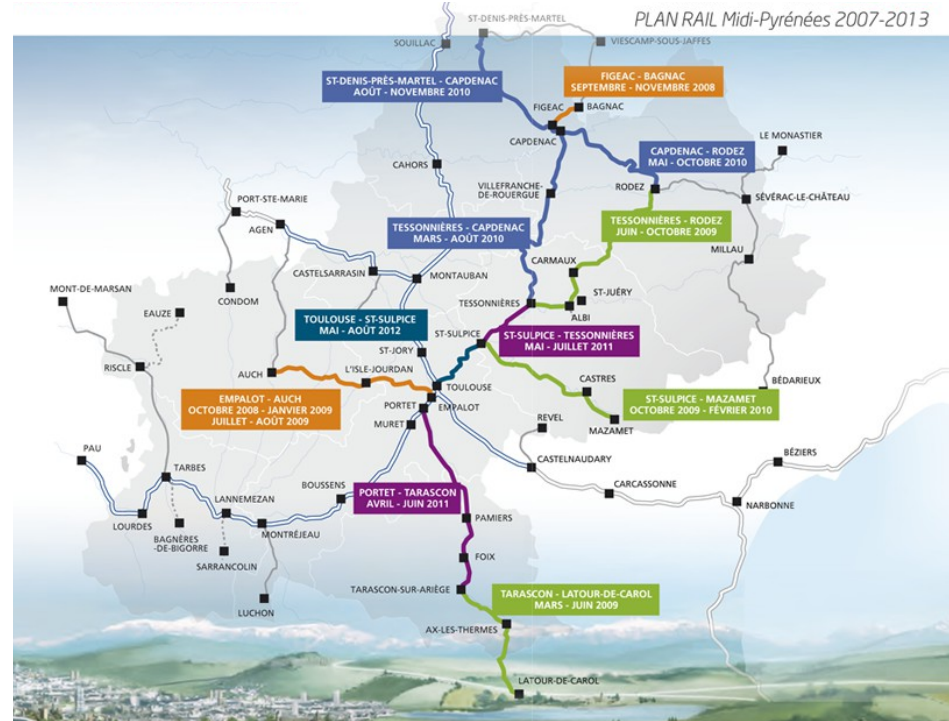 PLAN RAIL Midi-Pyrénées 2007-2013
ST-DENIS-PRÈS-MARTEL
SOUILLAC
VIESCAMP-SOUS-JAFFES
ST-DENIS-PRÈS-MARTEL - CAPDENAC
AOÛT - NOVEMBRE 2010
FIGEAC - BAGNAC
SEPTEMBRE - NOVEMBRE 2008
FIGEAC
BAGNAC
CAPDENAC
LE MONASTIER
CAPDENAC - RODEZ
MAI - OCTOBRE 2010
CAHORS
VILLEFRANCHE-
DE-ROUERGUE
RODEZ
SÉVÉRAC-LE-CHÂTEAU
PORT-STE-MARIE
AGEN
TESSONNIÈRES - RODEZ
JUIN - OCTOBRE 2009
TESSONNIÈRES - CAPDENAC
MARS - AOÛT 2010
MILLAU
CARMAUX
CASTELSARRASIN
MONTAUBAN
CONDOM
MONT-DE-MARSAN
EAUZE
ST-JUÉRY
TESSONNIÈRES
ALBI
TOULOUSE - ST-SULPICE
MAI - AOÛT 2012
ST-SULPICE
ST-SULPICE - TESSONNIÈRES
MAI - JUILLET 2011
ST-JORY
RISCLE
AUCH
L'ISLE-JOURDAN
TOULOUSE
BÉDARIEUX
CASTRES
EMPALOT - AUCH
OCTOBRE 2008 - JANVIER 2009
JUILLET - AOÛT 2009
PORTET
EMPALOT
ST-SULPICE - MAZAMET
OCTOBRE 2009 - FÉVRIER 2010
MURET
REVEL
MAZAMET
PAU
BÉZIERS
TARBES
CASTELNAUDARY
BOUSSENS
CARCASSONNE
LANNEMEZAN
PORTET - TARASCON
AVRIL - JUIN 2011
NARBONNE
LOURDES
BAGNÈRES
-DE-BIGORRE
MONTRÉJEAU
PAMIERS
SARRANCOLIN
FOIX
TARASCON-SUR-ARIÈGE
TARASCON - LATOUR-DE-CAROL
MARS - JUIN 2009
LUCHON
AX-LES-THERMES
LATOUR-DE-CAROL